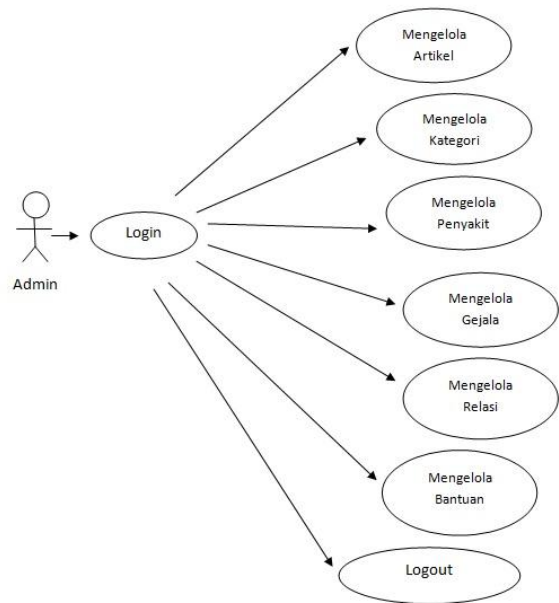 Mengelola
Artikel
Mengelola
Kategori
Mengelola
Penyakit
Login
Admin
Mengelola
Gejala
Mengelola
Relasi
Mengelola
Bantuan
Logout